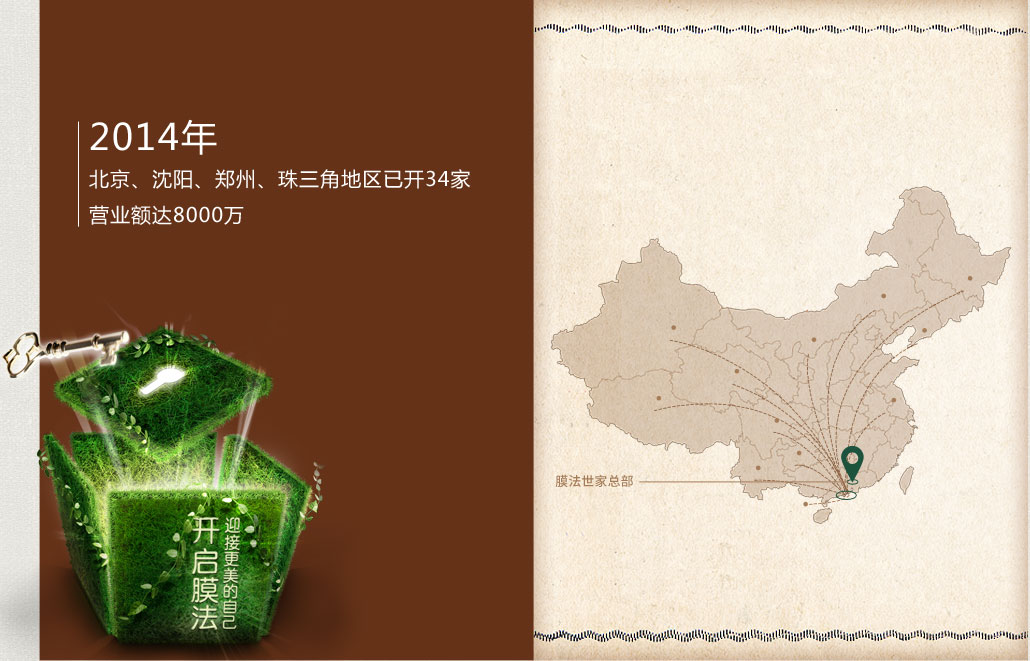 2014年
北京、沈阳、郑州、珠三角地区已开34家
营业额达8000万
迎接更美的自己
开启膜法
膜法世家总部